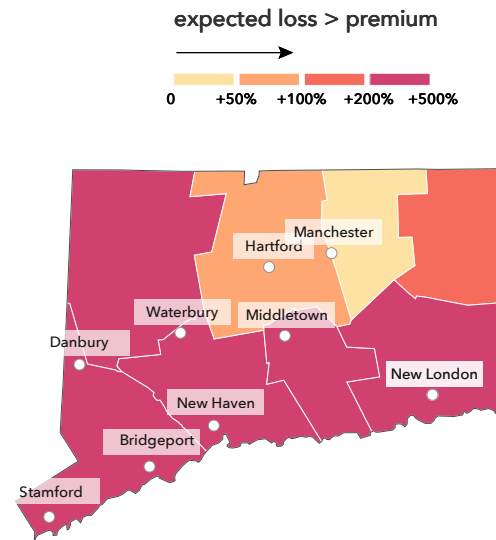 expected loss > premium
0 +50% +100% +200% +500%
Manchester
Hartford
Waterbury
Middletown
Danbury
New London
New Haven
Bridgeport
Stamford